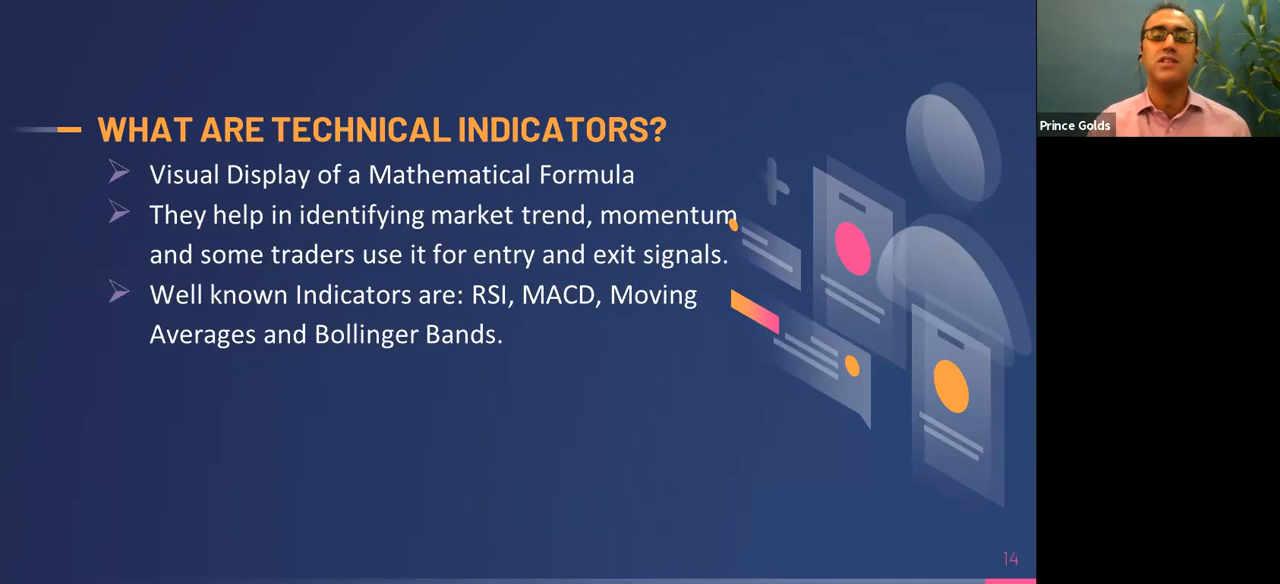 WHAT ARE TECHNICAL INDICATORS?
Visual Display of a Mathematical Formula
They help in identifying market trend, momentum
and some traders use it for entry and exit signals.
Well known Indicators are: RSI, MACD, Moving
Averages and Bollinger Bands.
14
Prince Golds